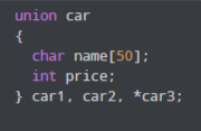 union car
{
  char name[50];
  int price;
} car1, car2, *car3;